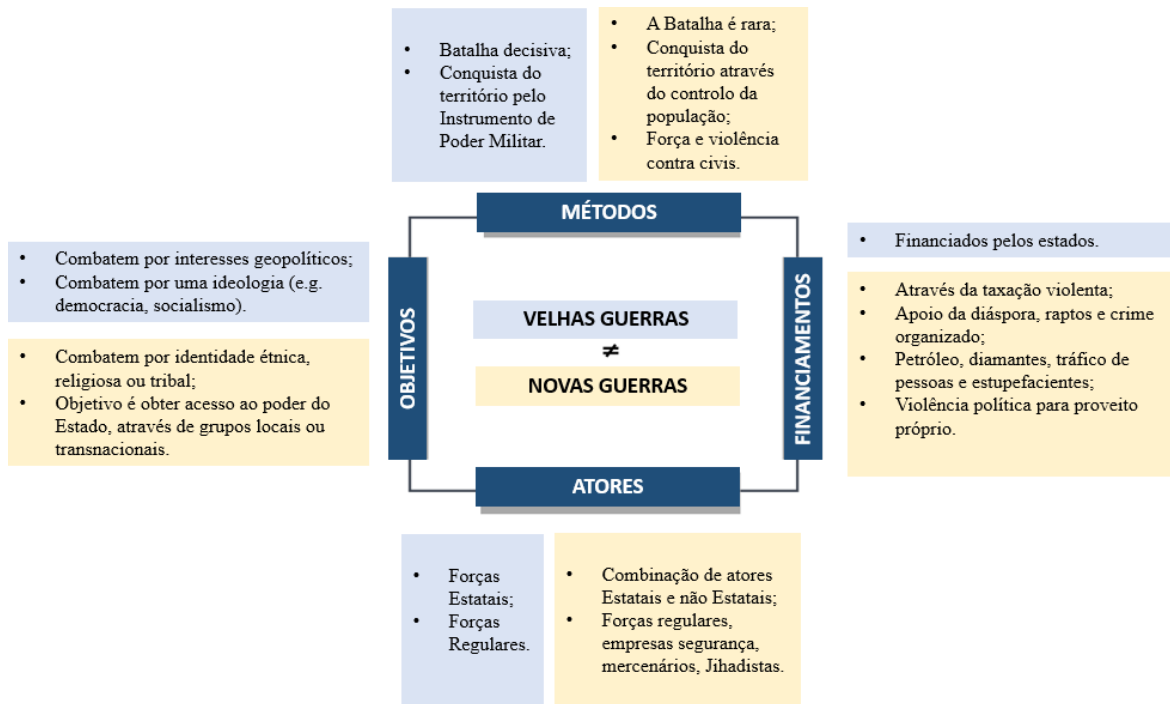 • Batalha decisiva;
• Conquista do
território pelo
Instrumento de
Poder Militar.
• A Batalha é rara;
• Conquista do
território através
do controlo da
população;
• Força e violência
contra civis.
MÉTODOS
• Combatem por interesses geopolíticos;
• Combatem por uma ideologia (e.g.
democracia, socialismo).
• Combatem por identidade étnica,
religiosa ou tribal;
• Objetivo é obter acesso ao poder do
Estado, através de grupos locais ou
transnacionais.
OBJETIVOS
VELHAS GUERRAS
≠
NOVAS GUERRAS
FINANCIAMENTOS
• Financiados pelos estados.
• Através da taxação violenta;
• Apoio da diáspora, raptos e crime
organizado;
• Petróleo, diamantes, tráfico de
pessoas e estupefacientes;
• Violência política para proveito
próprio.
ATORES
• Forças
Estatais;
• Forças
Regulares.
• Combinação de atores
Estatais e não Estatais;
• Forças regulares,
empresas segurança,
mercenários, Jihadistas.